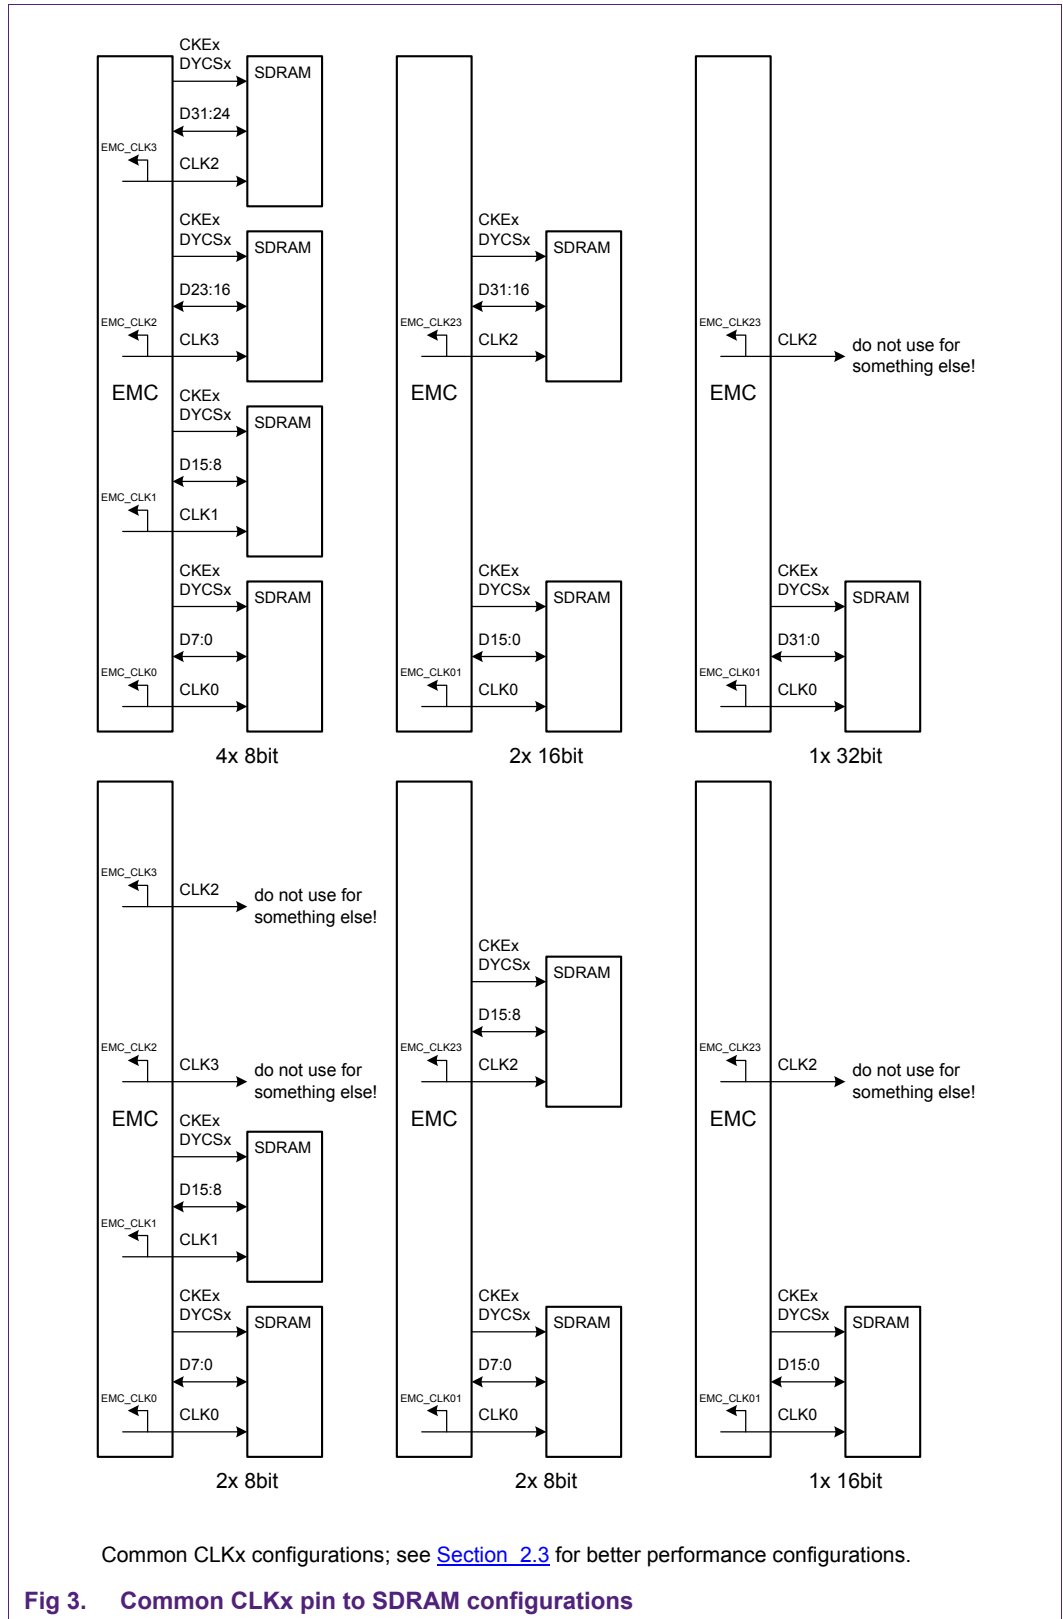 CKEx
DYCSx
SDRAM
D31:24
EMC_CLK3
CLK2
CKEx
DYCSx
SDRAM
D23:16
EMC_CLK2
CLK3
EMC
CKEx
DYCSx
SDRAM
D15:8
EMC_CLK1
CLK1
CKEx
DYCSx
SDRAM
D7:0
EMC_CLK0
CLK0
4x 8bit
CKEx
DYCSx
SDRAM
D31:16
EMC_CLK23
CLK2
EMC
CKEx
DYCSx
SDRAM
D15:0
EMC_CLK01
CLK0
2x 16bit
EMC_CLK23
CLK2
do not use for
something else!
EMC
CKEx
DYCSx
SDRAM
D31:0
EMC_CLK01
CLK0
1x 32bit
EMC_CLK3
CLK2
do not use for
something else!
EMC_CLK2
CLK3
do not use for
something else!
EMC
CKEx
DYCSx
SDRAM
D15:8
EMC_CLK1
CLK1
CKEx
DYCSx
SDRAM
D7:0
EMC_CLK0
CLK0
2x 8bit
CKEx
DYCSx
SDRAM
D15:8
EMC_CLK23
CLK2
EMC
CKEx
DYCSx
SDRAM
D7:0
EMC_CLK01
CLK0
2x 8bit
EMC_CLK23
CLK2
do not use for
something else!
EMC
CKEx
DYCSx
SDRAM
D15:0
EMC_CLK01
CLK0
1x 16bit
Common CLKx configurations; see Section 2.3 for better performance configurations.
Fig 3. Common CLKx pin to SDRAM configurations